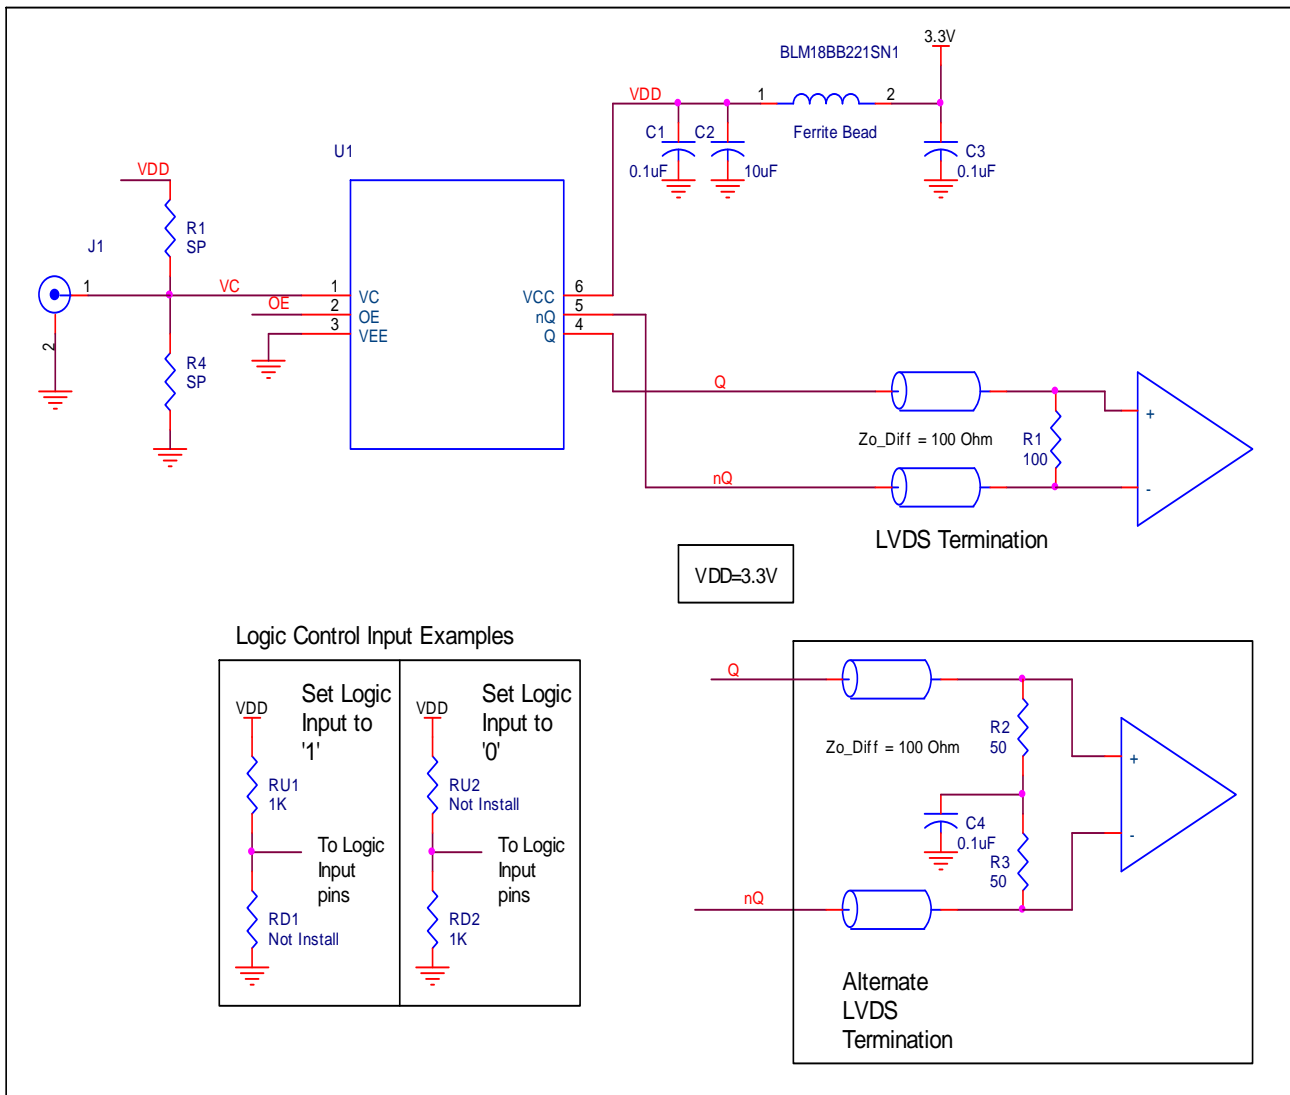 3.3V
BLM18BB221SN1
VDD
1
2
C1
C2
Ferrite Bead
C3
0.1uF
10uF
0.1uF
U1
VDD
R1
SP
J1
1
VC
1
VC
OE
2
OE
3
VEE
VCC
6
nQ
5
Q
4
2
R4
SP
Q
Zo_Diff = 100 Ohm
R1
100
+
-
nQ
LVDS Termination
VDD=3.3V
Logic Control Input Examples
Set Logic
Input to
'1'
VDD
RU1
1K
To Logic
Input
pins
RD1
Not Install
Set Logic
Input to
'0'
VDD
RU2
Not Install
To Logic
Input
pins
RD2
1K
Q
Zo_Diff = 100 Ohm
R2
50
+
-
C4
0.1uF
R3
50
nQ
Alternate
LVDS
Termination